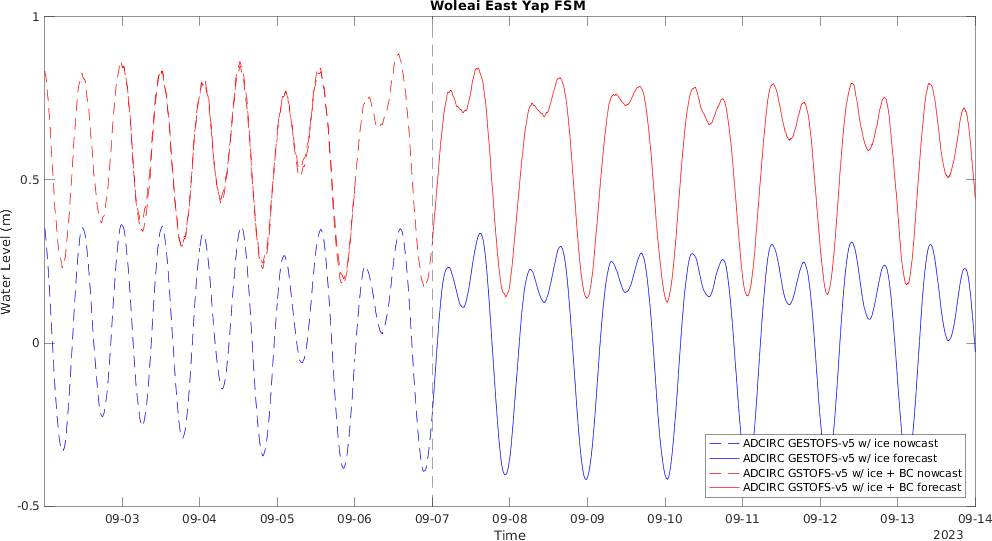 Woleai East Yap FSM
1
0.5
0
-0.5
Water Level (m)
09-03 09-04 09-05 09-06 09-07 09-08 09-09 09-10 09-11 09-12 09-13 09-14
Time
2023
ADCIRC GESTOFS-v5 w/ ice nowcast
ADCIRC GESTOFS-v5 w/ ice forecast
ADCIRC GSTOFS-v5 w/ ice + BC nowcast
ADCIRC GSTOFS-v5 w/ ice + BC forecast